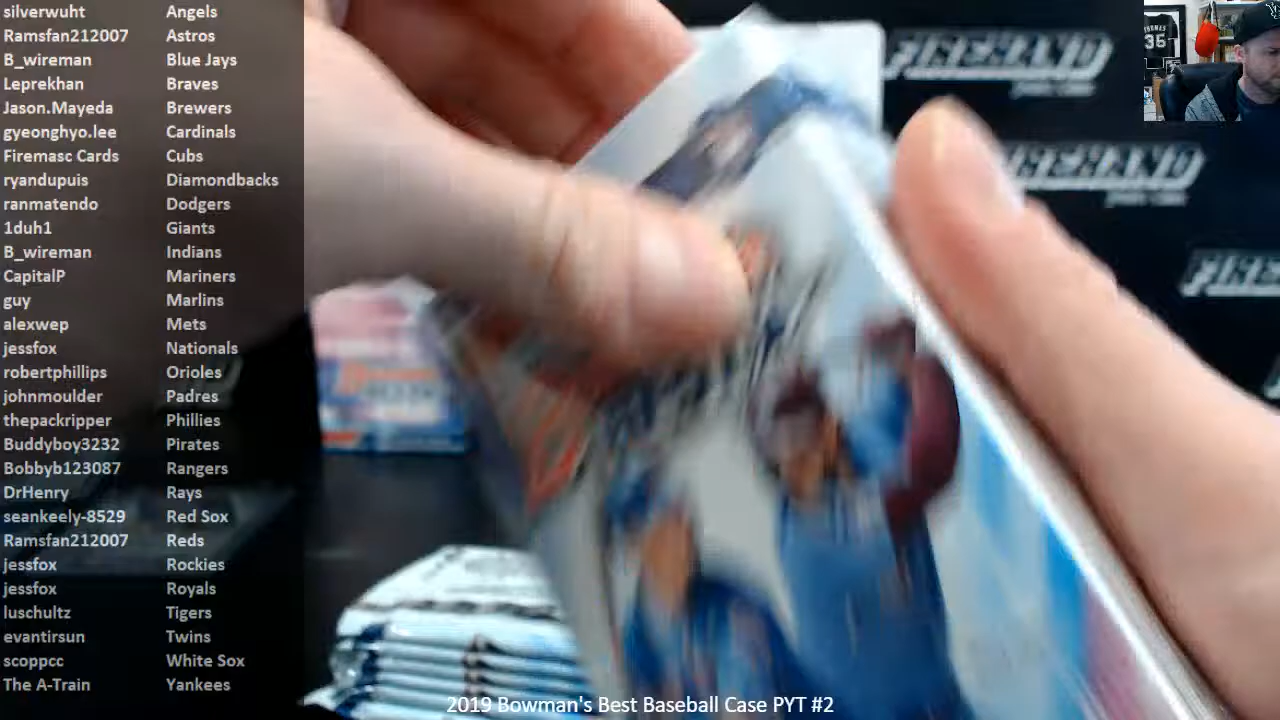 silverwuht Angels
Ramsfan212007 Astros
B_wireman Blue Jays
Leprekhan Braves
Jason.Mayeda Brewers
gyeonghyo.lee Cardinals
Firemasc Cards Cubs
ryandupuis Diamondbacks
ranmatendo Dodgers
1duh1 Giants
B_wireman Indians
CapitalP Mariners
guy Marlins
alexwep Mets
jessfox Nationals
robertphillips Orioles
johnmoulder Padres
thepackripper Phillies
Buddyboy3232 Pirates
Bobbyb123087 Rangers
DrHenry Rays
seankeely-8529 Red Sox
Ramsfan212007 Reds
jessfox Rockies
jessfox Royals
luschultz Tigers
evantirsun Twins
scoppcc White Sox
The A-Train Yankees
2019 Bowman's Best Baseball Case PYT #2
FIREHAND
FIREHAND
35